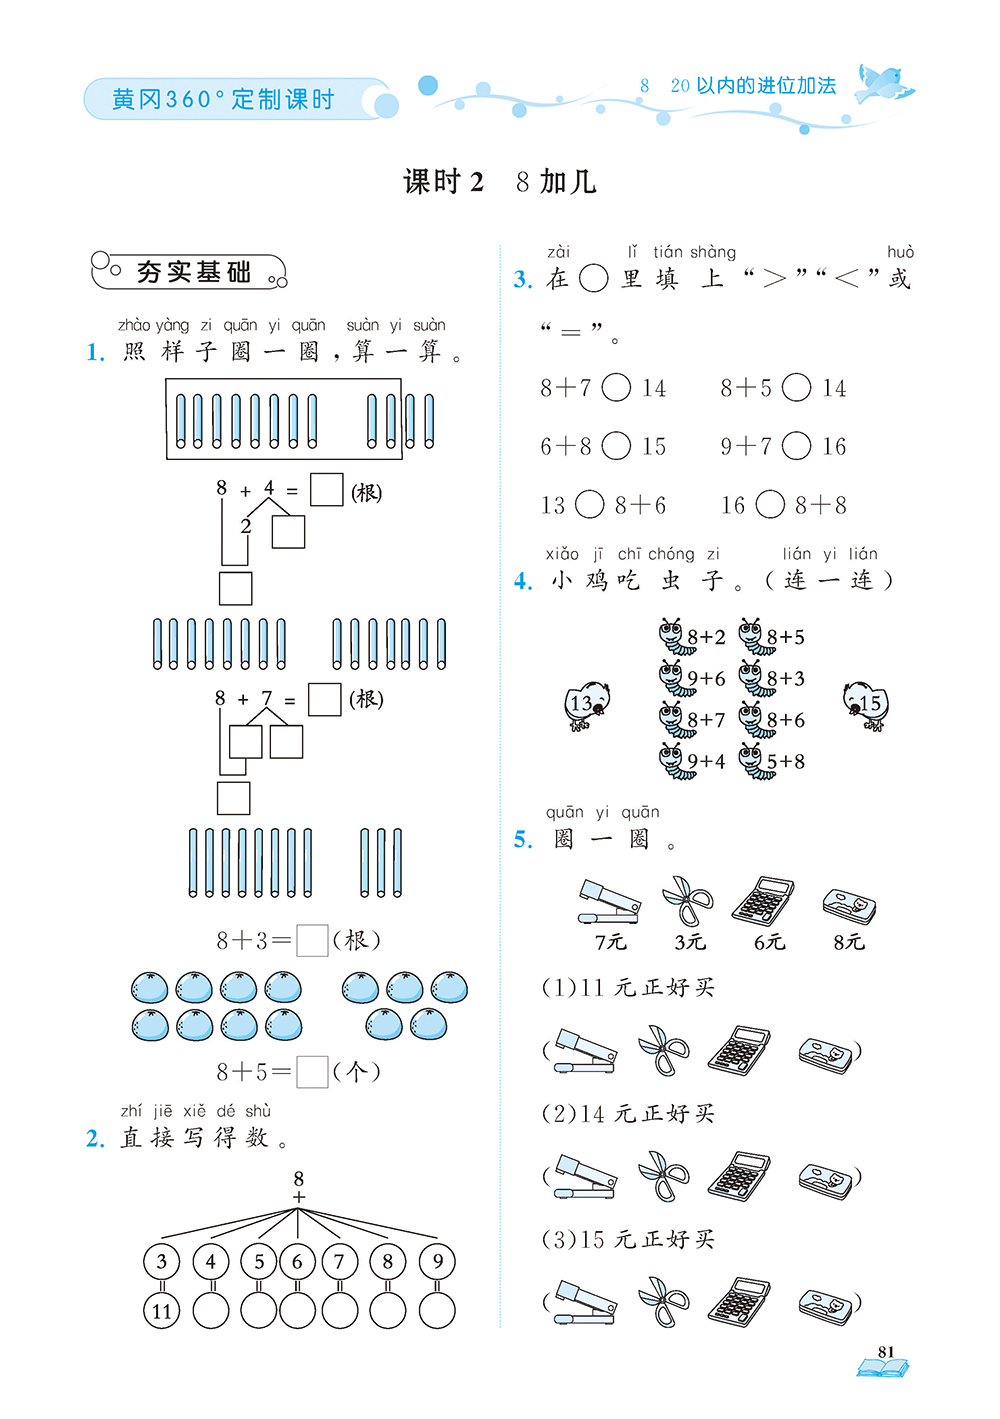 黄冈360°定制课时
8 20以内的进位加法
课时2 8加几
夯实基础
zhào yàng zi quān yi quān suàn yi suàn
1. 照样子圈一圈，算一算。
8 + 4 = (根)
2
8 + 7 = (根)
8+3= (根)
8+5= (个)
zhí jiē xiě dé shù
2. 直接写得数。
8
+
3 4 5 6 7 8 9
11
zài lǐ tián shàng huò
3. 在○里填上“>”“<”或
“=”。
8+7○14 8+5○14
6+8○15 9+7○16
13○8+6 16○8+8
xiǎo jī chī chóng zi lián yi lián
4. 小鸡吃虫子。(连一连)
8+2 8+5
9+6 8+3
13 15
8+7 8+6
9+4 5+8
quān yi quān
5. 圈一圈。
7元 3元 6元 8元
(1)11元正好买
( )
(2)14元正好买
( )
(3)15元正好买
( )
81